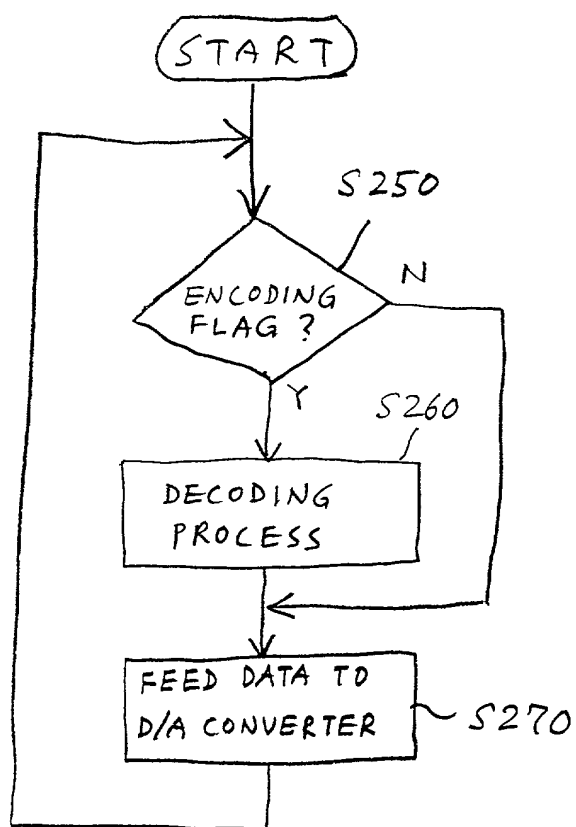 START
S250
N
ENCODING
FLAG ?
Y
S260
DECODING
PROCESS
FEED DATA TO
D/A CONVERTER
S270